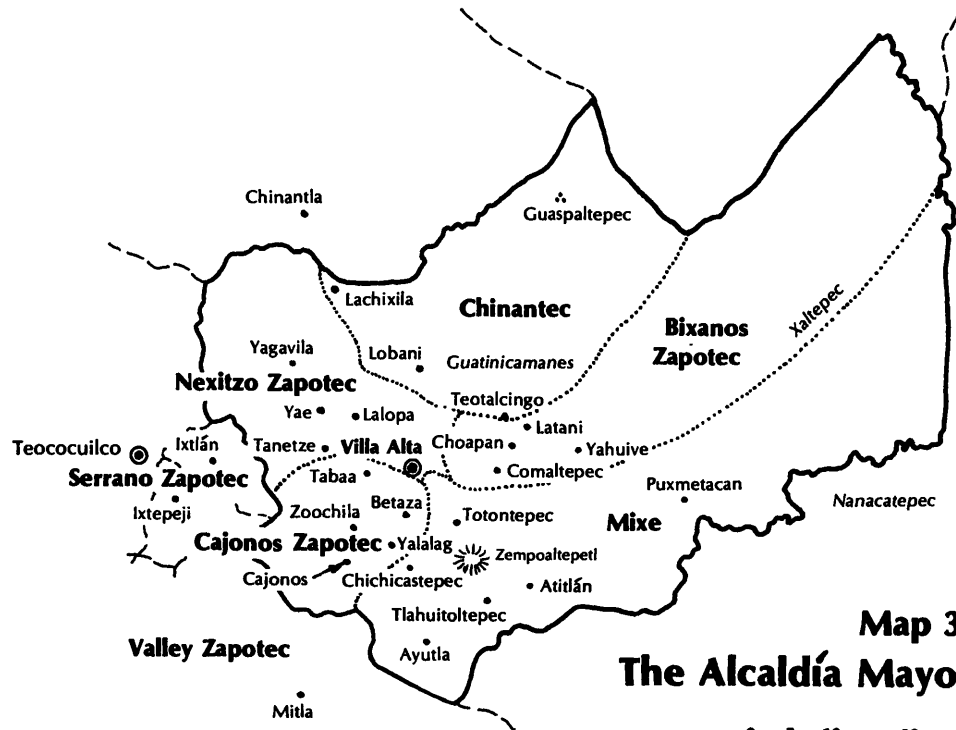 Chinantla
Guaspaltepec
Lachixila
Chinantec
Xaltepec
Bixanos
Zapotec
Yagavila
Lobani
Guatinicamanes
Nexitzo Zapotec
Teotalcingo
Yae
Lalopa
Latani
Teococuilco
Ixtlán
Tanetze
Villa Alta
Choapan
Yahuive
Serrano Zapotec
Tabaa
Comaltepec
Puxmetacan
Ixtepeji
Zoochila
Betaza
Totontepec
Mixe
Nanacatepec
Cajonos Zapotec
Yalalag
Zempoaltepetl
Cajonos
Chichicastepec
Atitlán
Tlahuitoltepec
Valley Zapotec
Ayutla
Mitla
Map 3
The Alcaldía Mayo